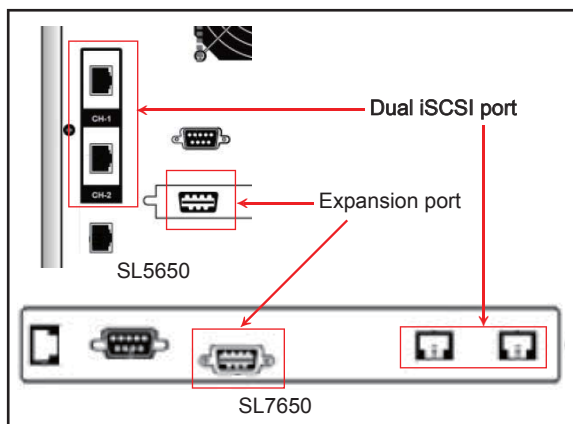 CH-1
Dual iSCSI port
CH-2
Expansion port
SL5650
SL7650